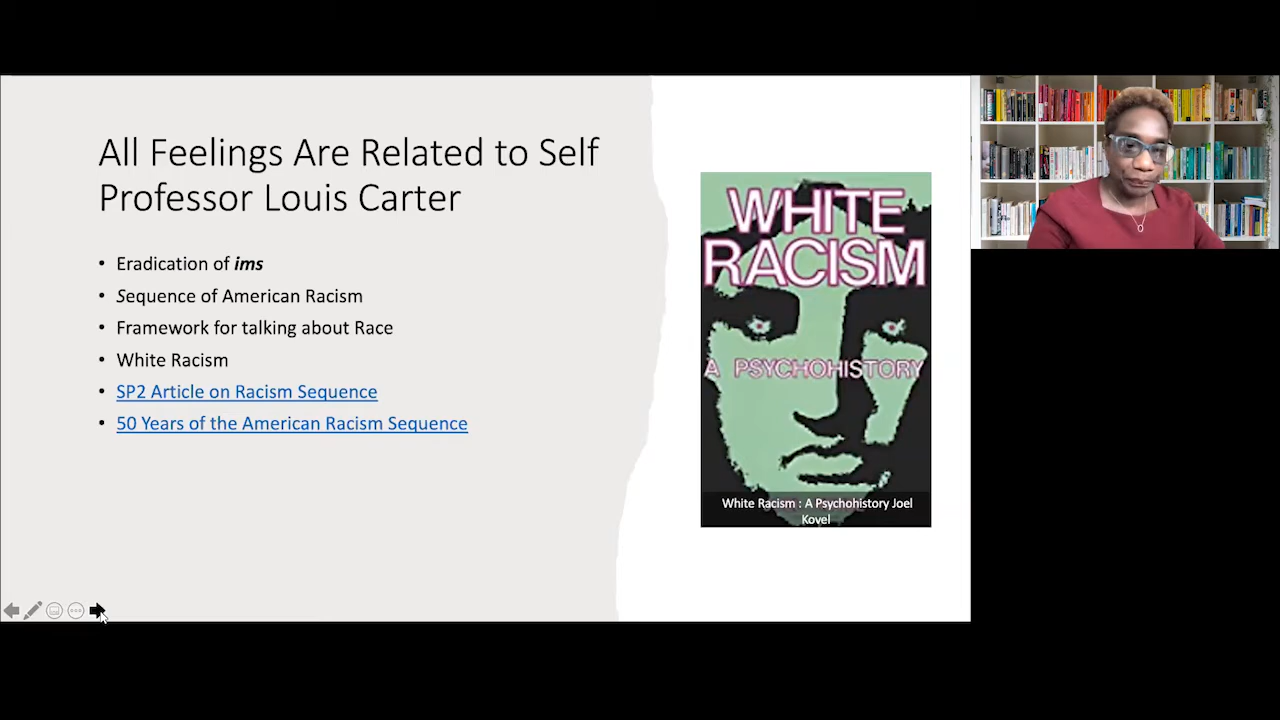 All Feelings Are Related to Self
Professor Louis Carter
• Eradication of ims
• Sequence of American Racism
• Framework for talking about Race
• White Racism
• SP2 Article on Racism Sequence
• 50 Years of the American Racism Sequence
WHITE
RACISM
A PSYCHOHISTORY
White Racism : A Psychohistory Joel
Kovel